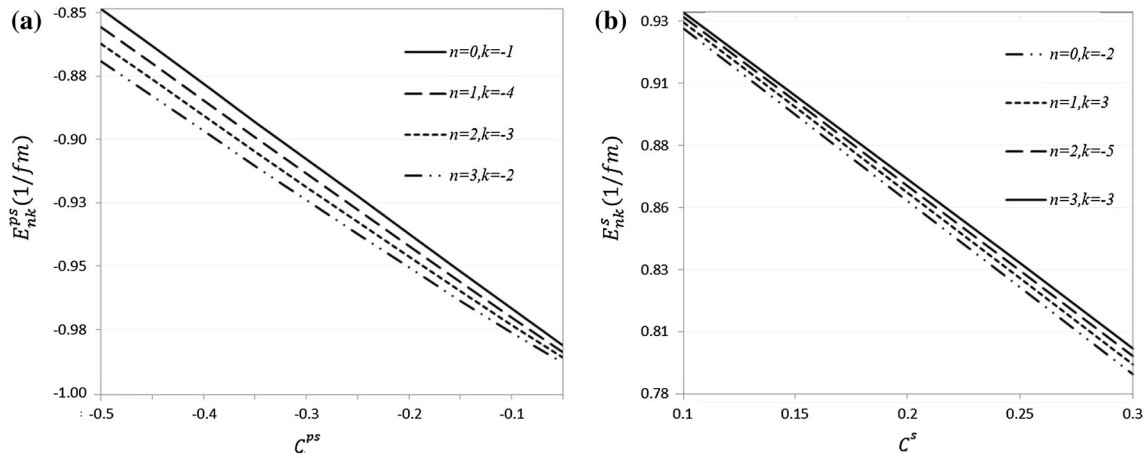 (a)
-0.85
-0.88
-0.90
-0.93
-0.95
-0.98
-1.00
E_{nk}^{ps}(1/fm)
n=0,k=-1
n=1,k=-4
n=2,k=-3
n=3,k=-2
-0.5
-0.4
-0.3
-0.2
-0.1
C^{ps}
(b)
0.93
0.91
0.88
0.86
0.83
0.81
0.78
E_{nk}^{s}(1/fm)
n=0,k=-2
n=1,k=3
n=2,k=-5
n=3,k=-3
0.1
0.15
0.2
0.25
0.3
C^{s}